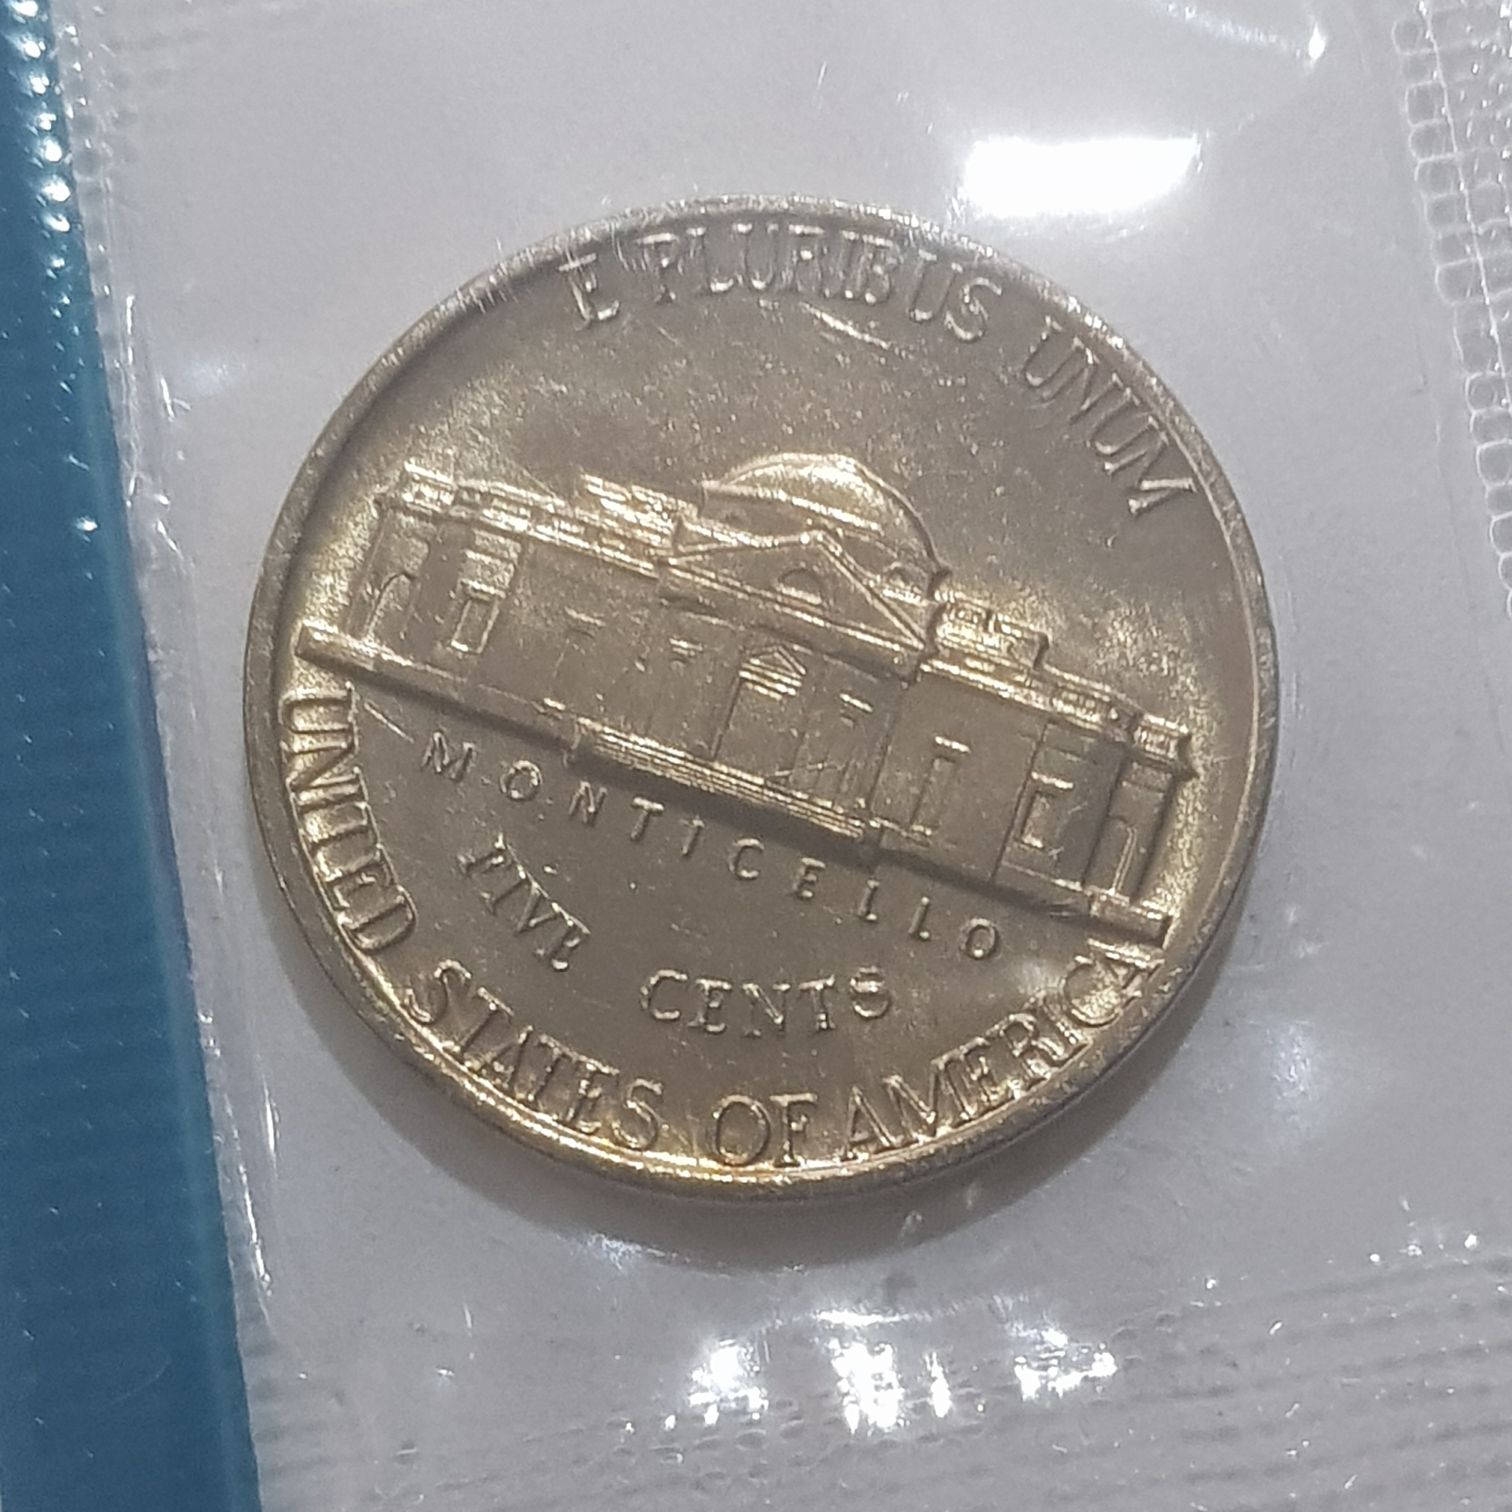 E PLURIBUS UNUM
MONTICELLO
FIVE CENTS
UNITED STATES OF AMERICA